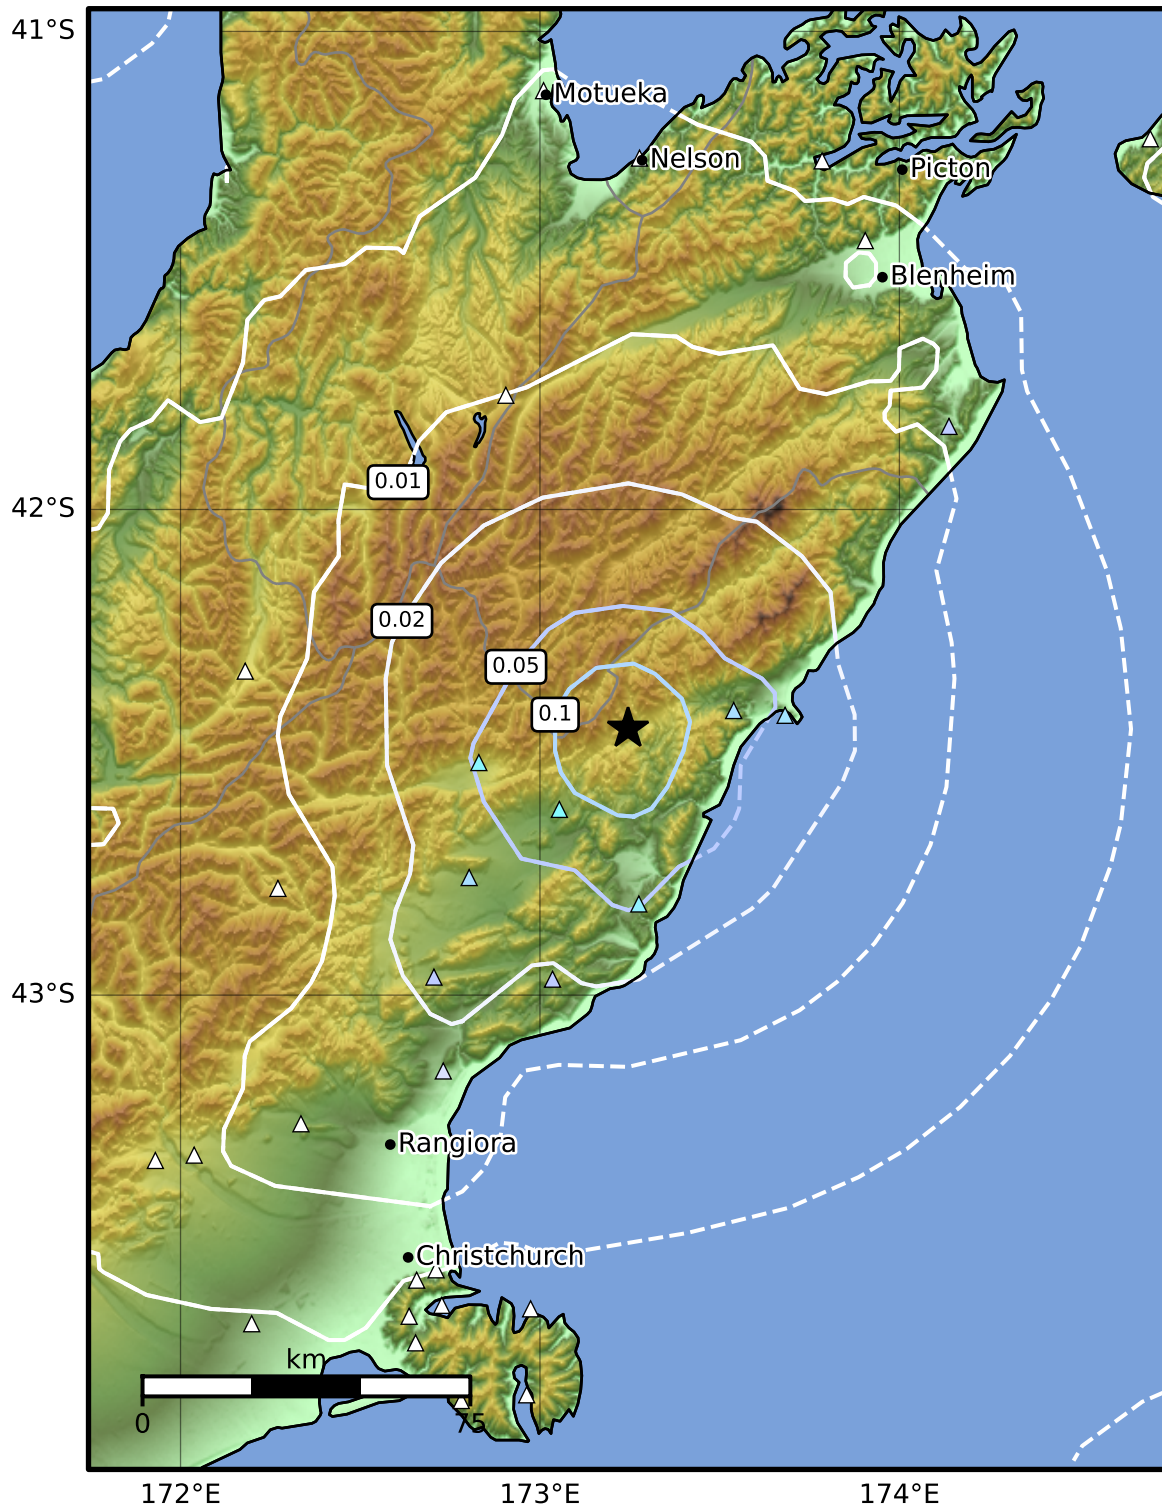 41°S
Motueka
Nelson
Picton
Blenheim
0.01
42°S
0.02
0.05
0.1
43°S
Rangiora
Christchurch
km
0
75
172°E
173°E
174°E